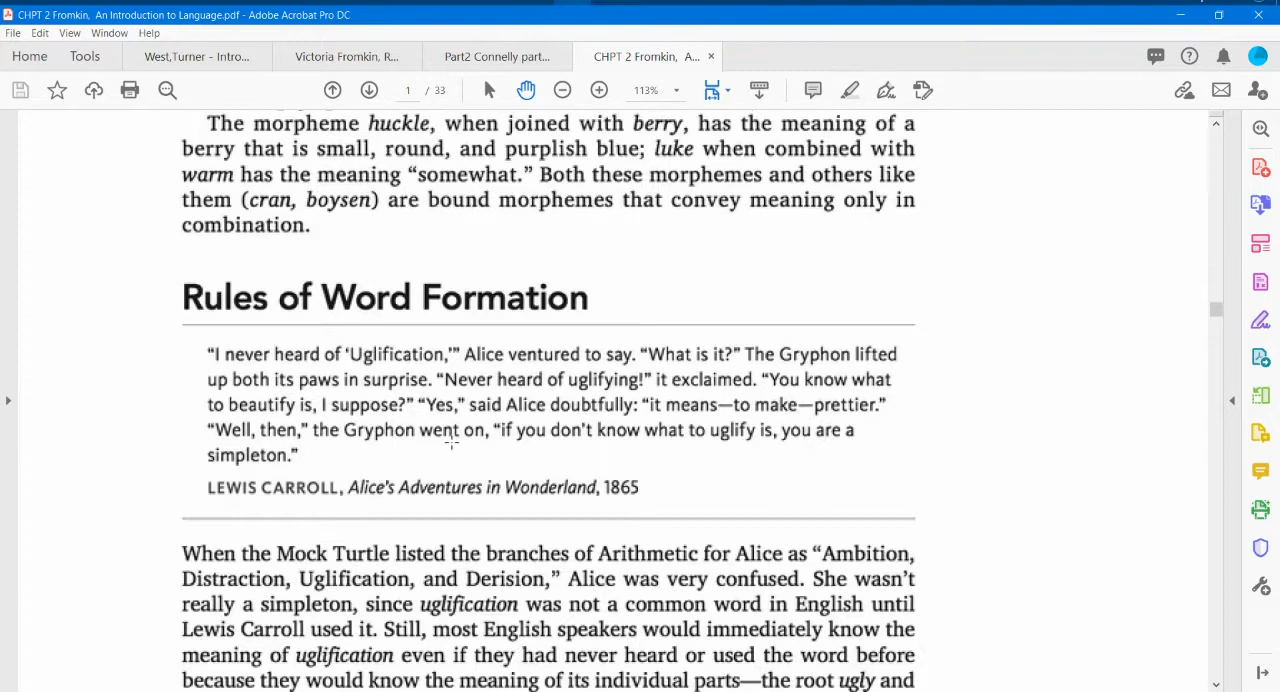 CHPT 2 Fromkin, An Introduction to Language.pdf - Adobe Acrobat Pro DC
File Edit View Window Help
Home Tools West,Turner - Intro... Victoria Fromkin, R... Part2 Connelly part... CHPT 2 Fromkin, A... ×
1 / 33 113%
The morpheme huckle, when joined with berry, has the meaning of a
berry that is small, round, and purplish blue; luke when combined with
warm has the meaning “somewhat.” Both these morphemes and others like
them (cran, boysen) are bound morphemes that convey meaning only in
combination.
Rules of Word Formation
“I never heard of ‘Uglification,’” Alice ventured to say. “What is it?” The Gryphon lifted
up both its paws in surprise. “Never heard of uglifying!” it exclaimed. “You know what
to beautify is, I suppose?” “Yes,” said Alice doubtfully: “it means—to make—prettier.”
“Well, then,” the Gryphon went on, “if you don’t know what to uglify is, you are a
simpleton.”
LEWIS CARROLL, Alice’s Adventures in Wonderland, 1865
When the Mock Turtle listed the branches of Arithmetic for Alice as “Ambition,
Distraction, Uglification, and Derision,” Alice was very confused. She wasn’t
really a simpleton, since uglification was not a common word in English until
Lewis Carroll used it. Still, most English speakers would immediately know the
meaning of uglification even if they had never heard or used the word before
because they would know the meaning of its individual parts—the root ugly and